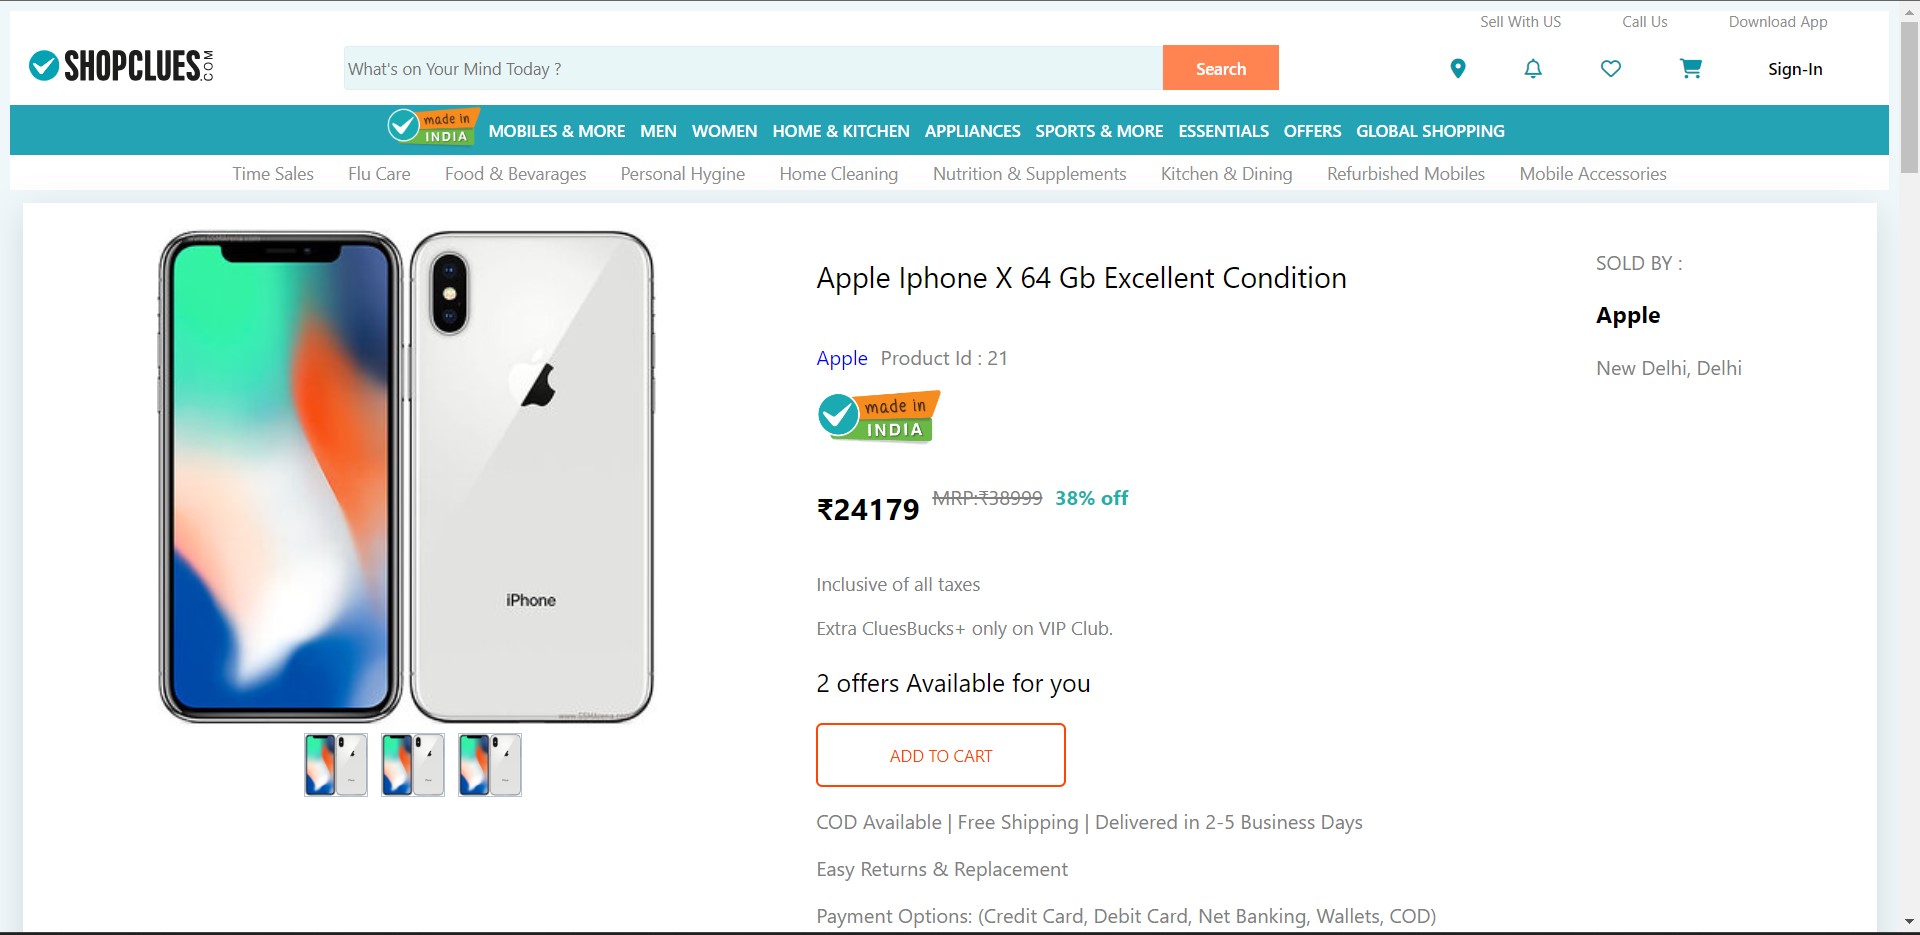 Sell With US Call Us Download App
SHOPCLUES.COM
What's on Your Mind Today ?
Search
Sign-In
made in INDIA
MOBILES & MORE MEN WOMEN HOME & KITCHEN APPLIANCES SPORTS & MORE ESSENTIALS OFFERS GLOBAL SHOPPING
Time Sales Flu Care Food & Bevarages Personal Hygine Home Cleaning Nutrition & Supplements Kitchen & Dining Refurbished Mobiles Mobile Accessories
iPhone
Apple Iphone X 64 Gb Excellent Condition
Apple Product Id : 21
made in
INDIA
₹24179 MRP:₹38999 38% off
Inclusive of all taxes
Extra CluesBucks+ only on VIP Club.
2 offers Available for you
ADD TO CART
COD Available | Free Shipping | Delivered in 2-5 Business Days
Easy Returns & Replacement
Payment Options: (Credit Card, Debit Card, Net Banking, Wallets, COD)
SOLD BY :
Apple
New Delhi, Delhi